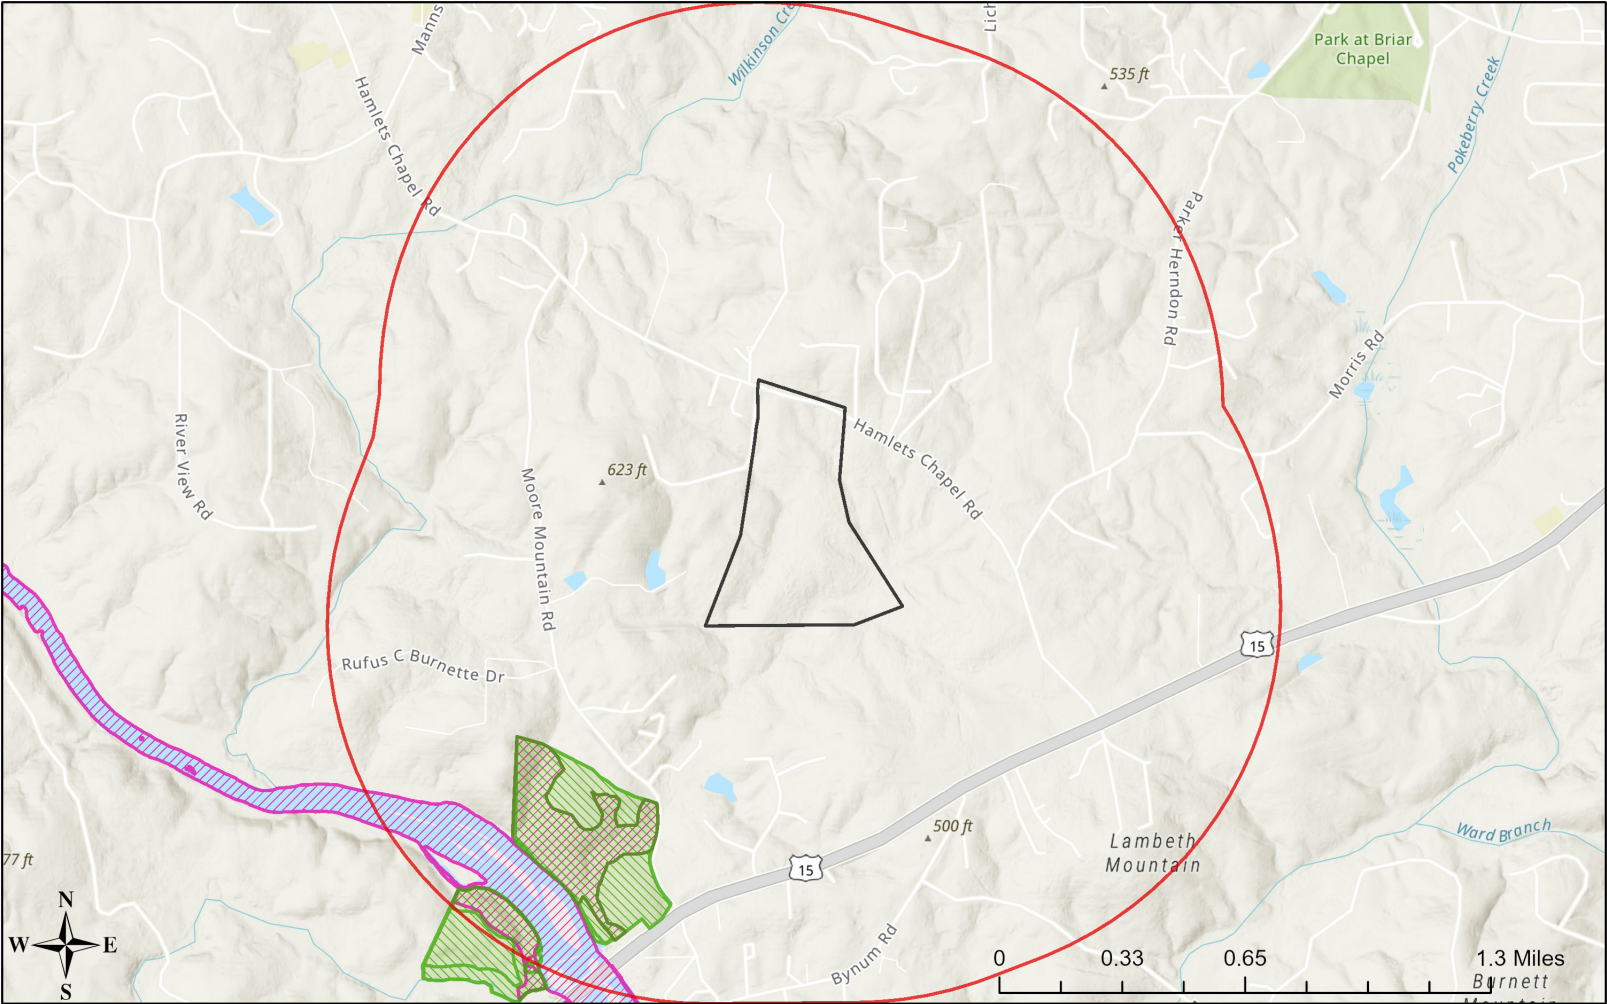 Manns
Wilkinson Cre
Lich
Park at Briar
Chapel
535 ft
Pokeberry Creek
Hamlets Chapel Rd
Parker Herndon Rd
Morris Rd
River View Rd
623 ft
Hamlets Chapel Rd
Moore Mountain Rd
15
Rufus C Burnette Dr
500 ft
Lambeth
Mountain
Ward Branch
15
77 ft
Bynum Rd
N
W E
S
0 0.33 0.65 1.3 Miles
Burnett
Mountain